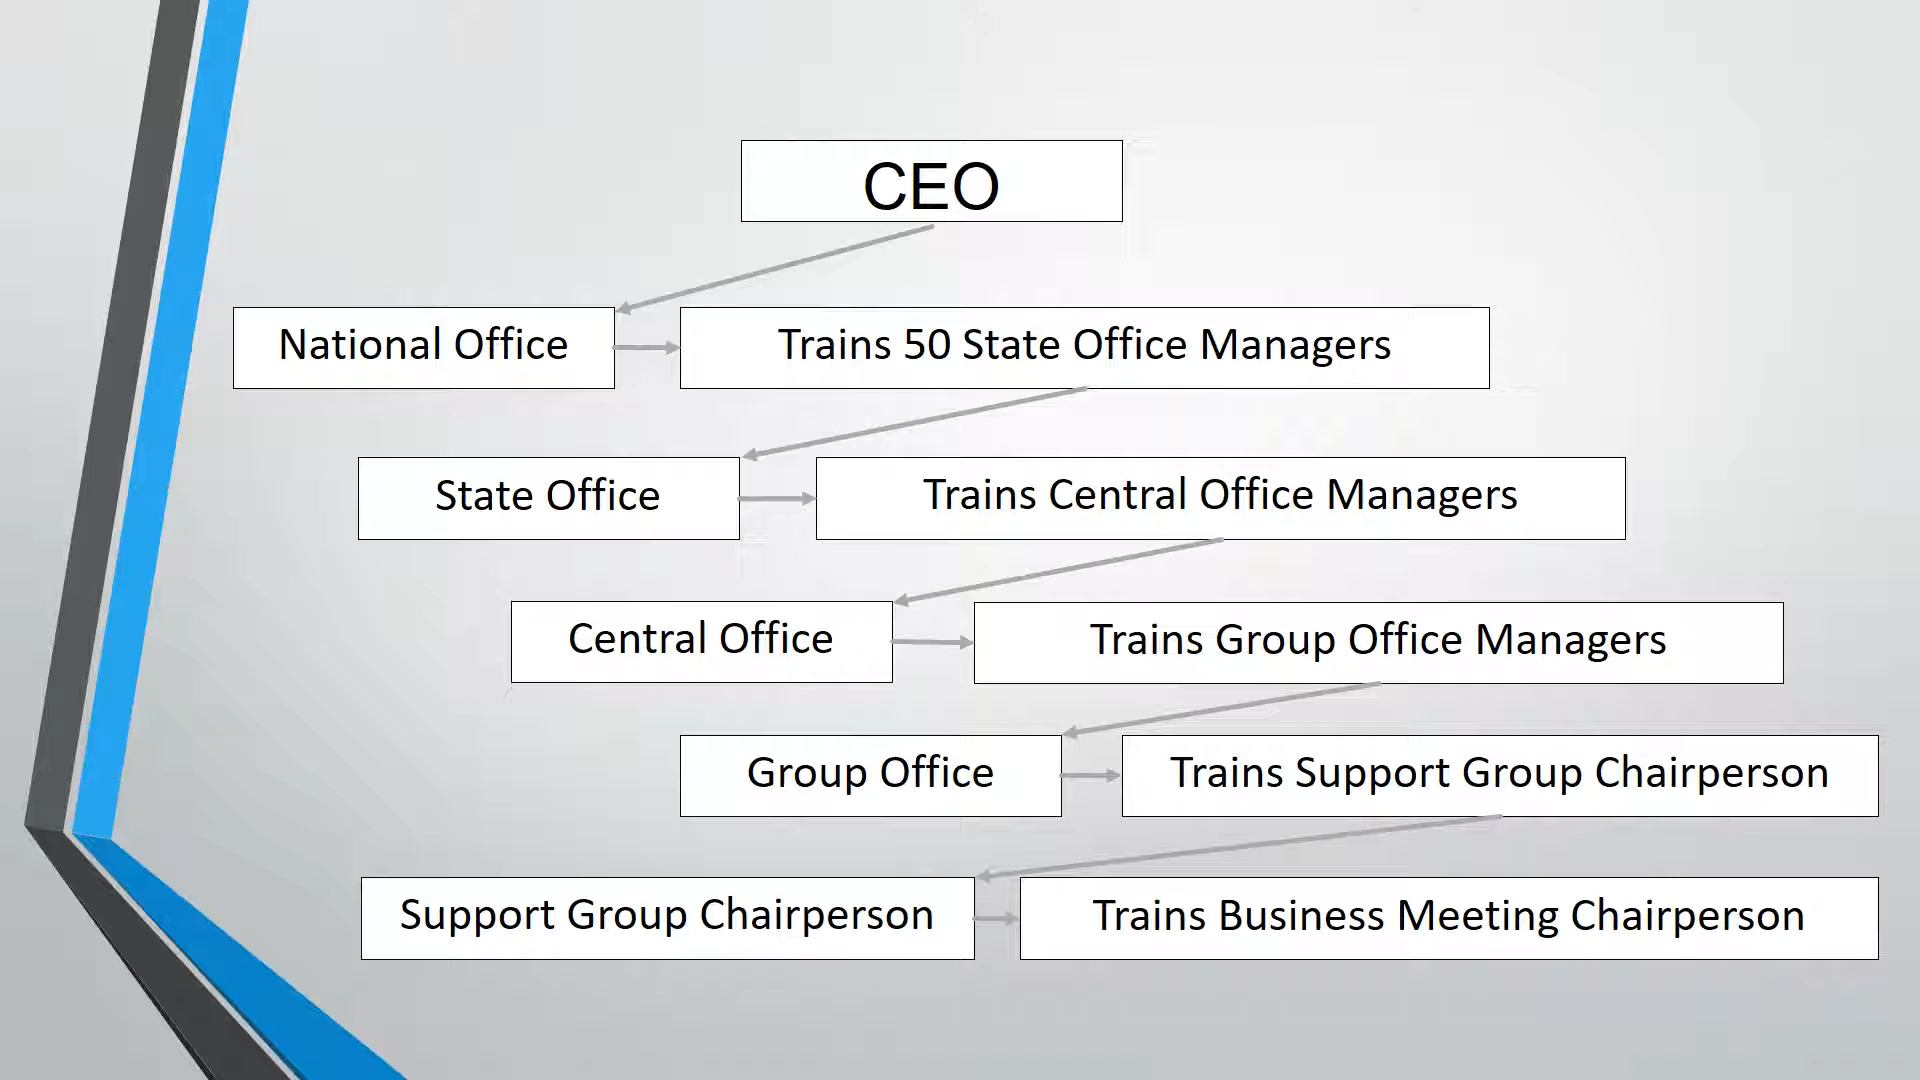 CEO
National Office
Trains 50 State Office Managers
State Office
Trains Central Office Managers
Central Office
Trains Group Office Managers
Group Office
Trains Support Group Chairperson
Support Group Chairperson
Trains Business Meeting Chairperson